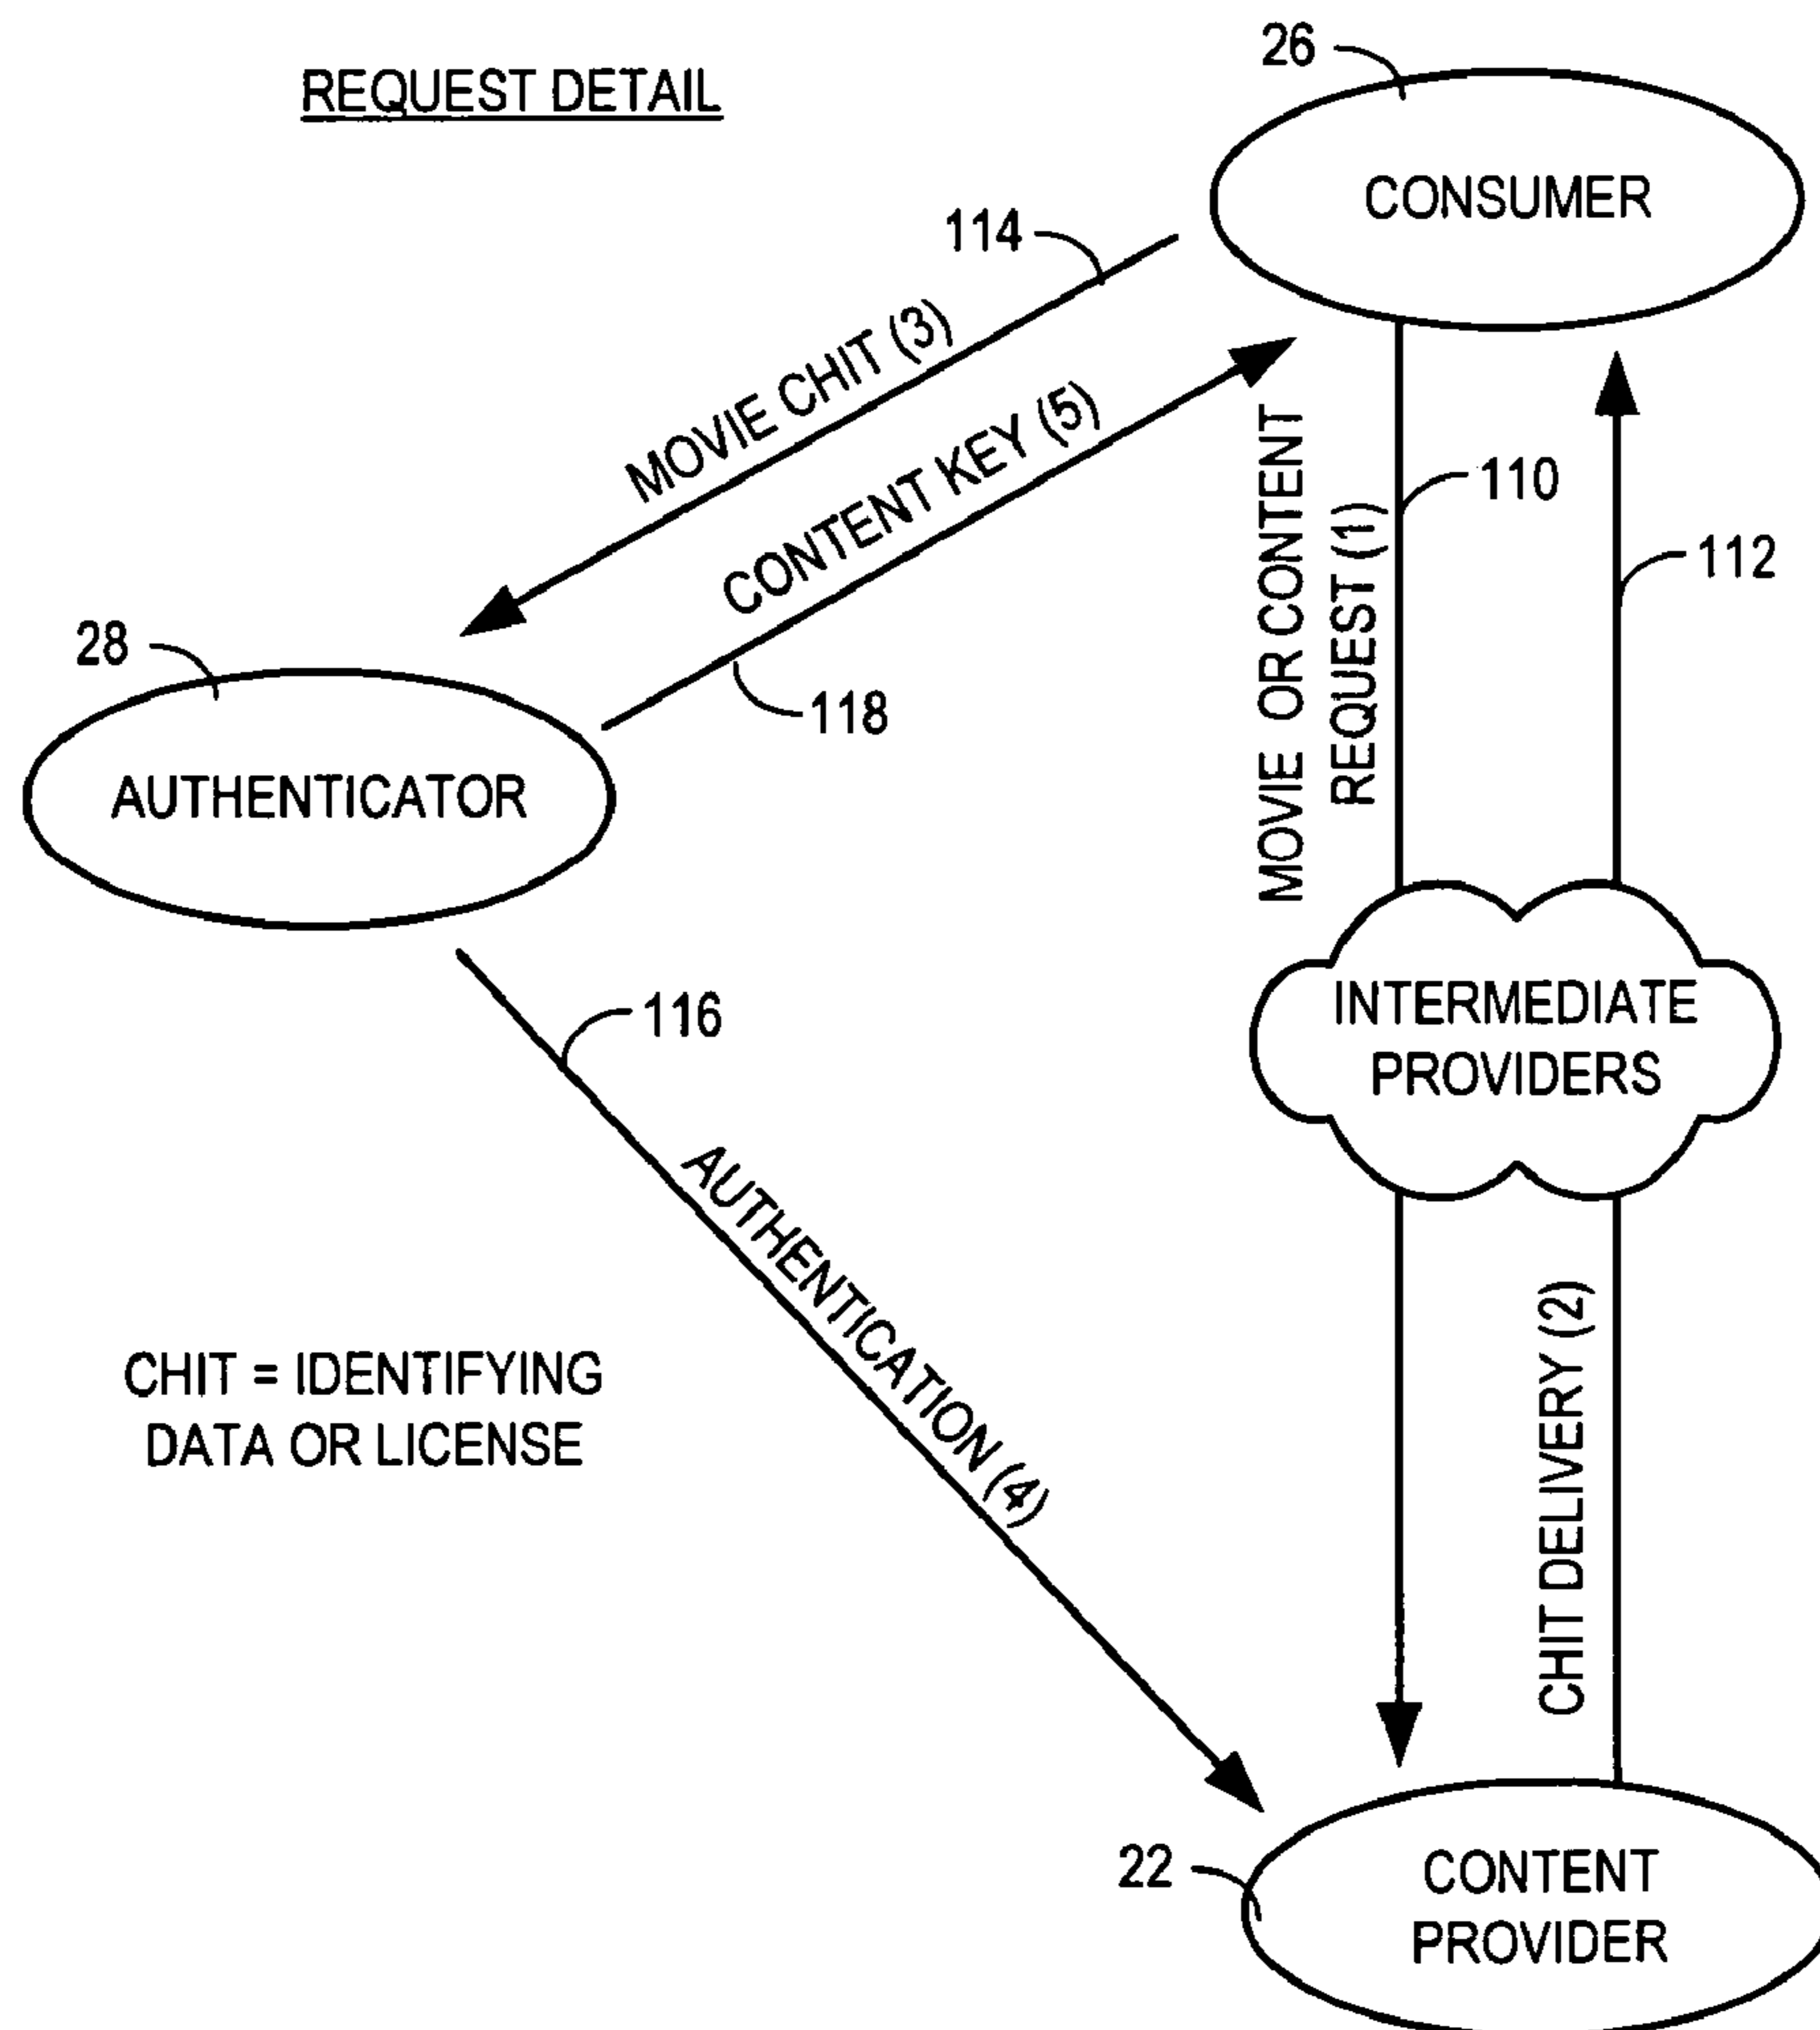 REQUEST DETAIL
26
CONSUMER
114
MOVIE CHIT (3)
CONTENT KEY (5)
118
MOVIE OR CONTENT
REQUEST (1)
110
112
28
AUTHENTICATOR
116
AUTHENTICATION (4)
INTERMEDIATE
PROVIDERS
CHIT = IDENTIFYING
DATA OR LICENSE
CHIT DELIVERY (2)
22
CONTENT
PROVIDER